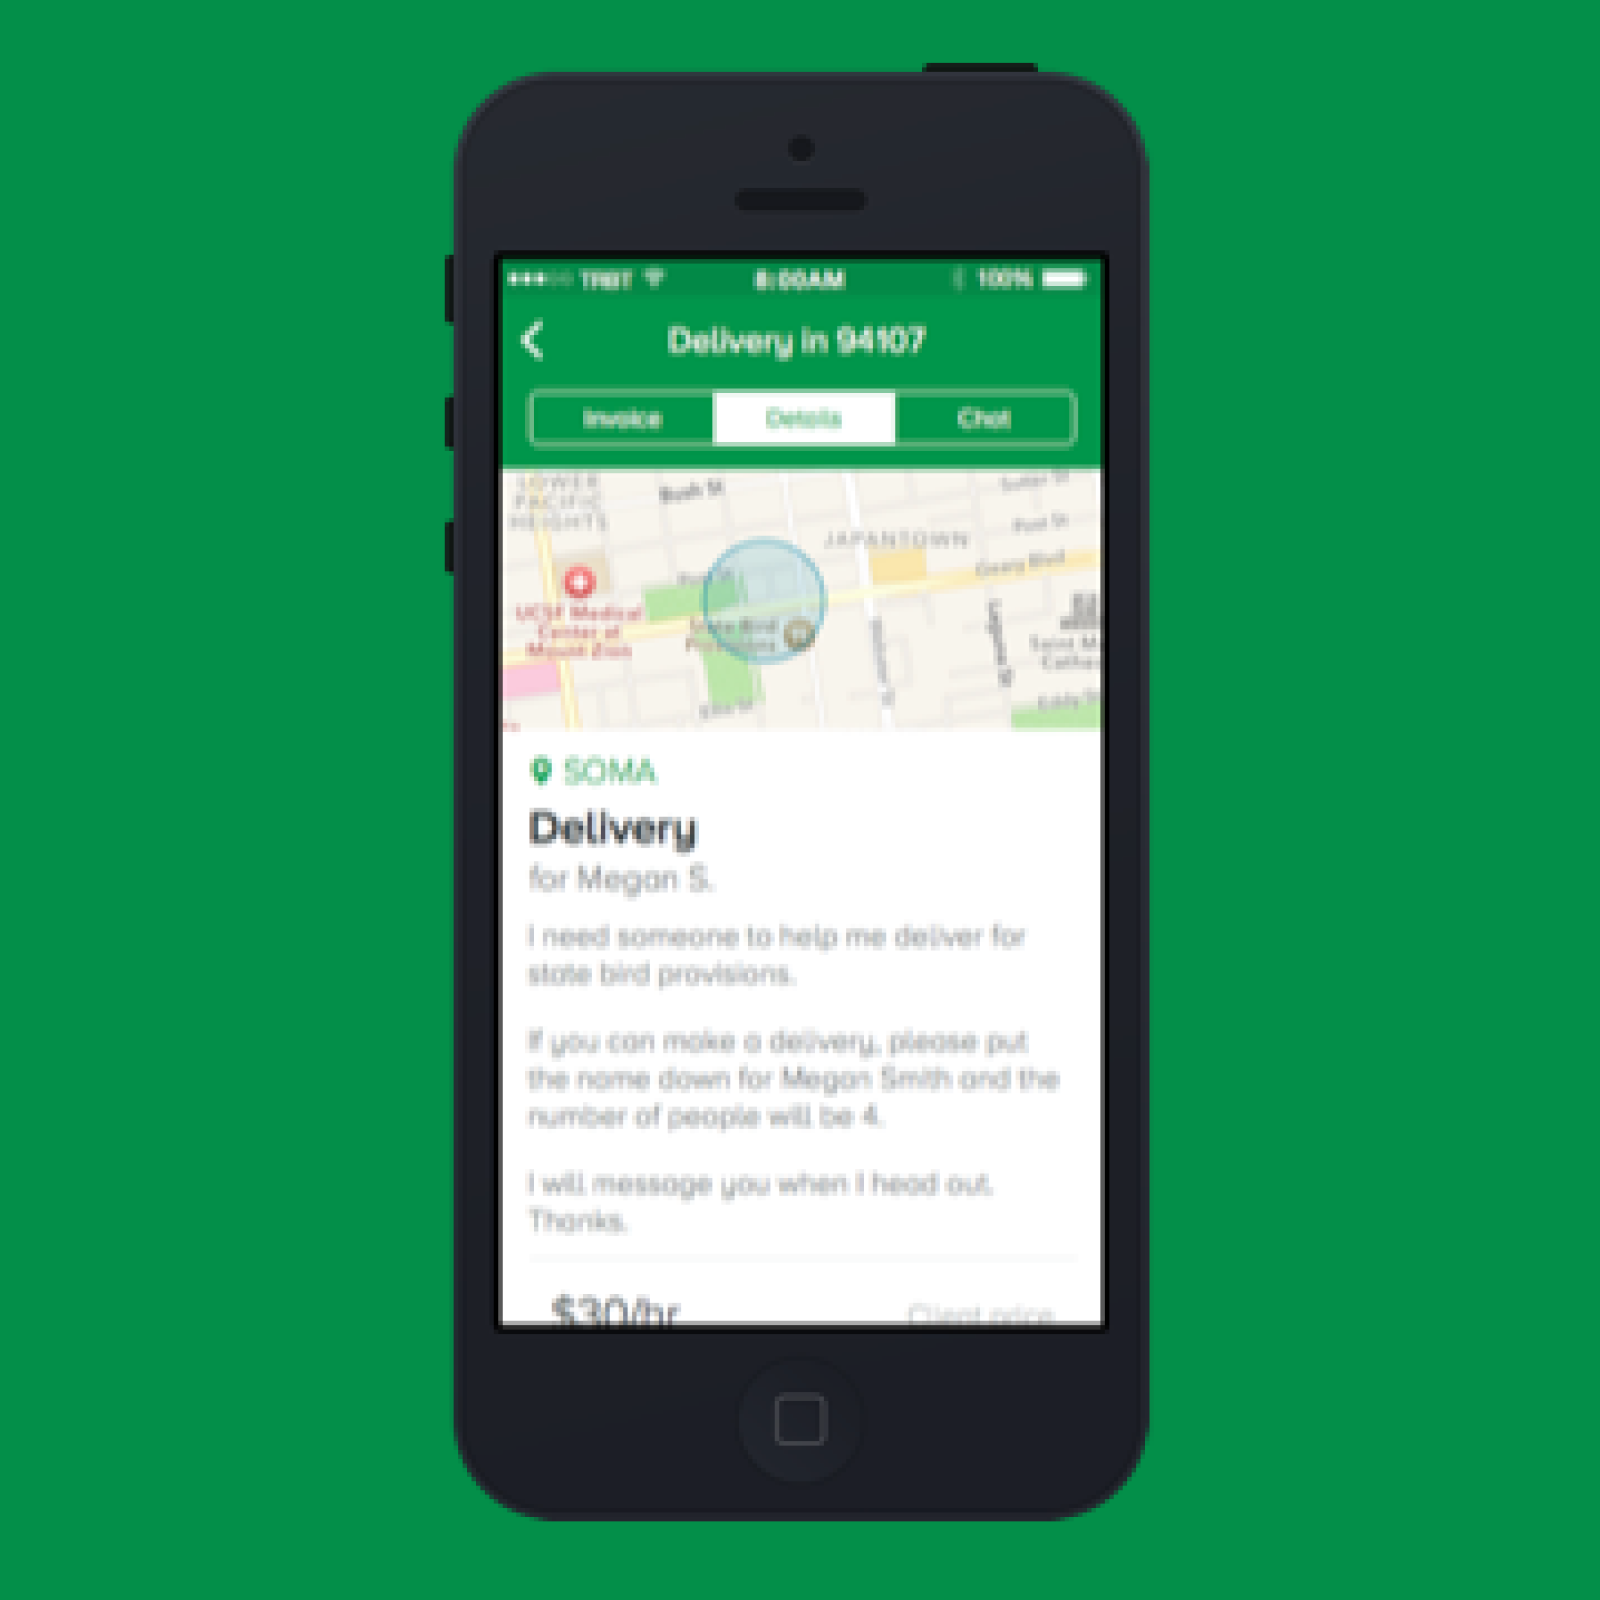 TRBT 8:00AM 100%
Delivery in 94107
Invoice Details Chat
LOWER
PACIFIC
HEIGHTS
Bush St
Sutter St
Post St
JAPANTOWN
Geary Blvd
UCSF Medical
Center at
Mount Zion
State Bird
Provisions
Saint M
Cathe
Ellis St
Eddy St
SOMA
Delivery
for Megan S.
I need someone to help me deliver for
state bird provisions.
If you can make a delivery, please put
the name down for Megan Smith and the
number of people will be 4.
I will message you when I head out.
Thanks.
$30/hr Client price